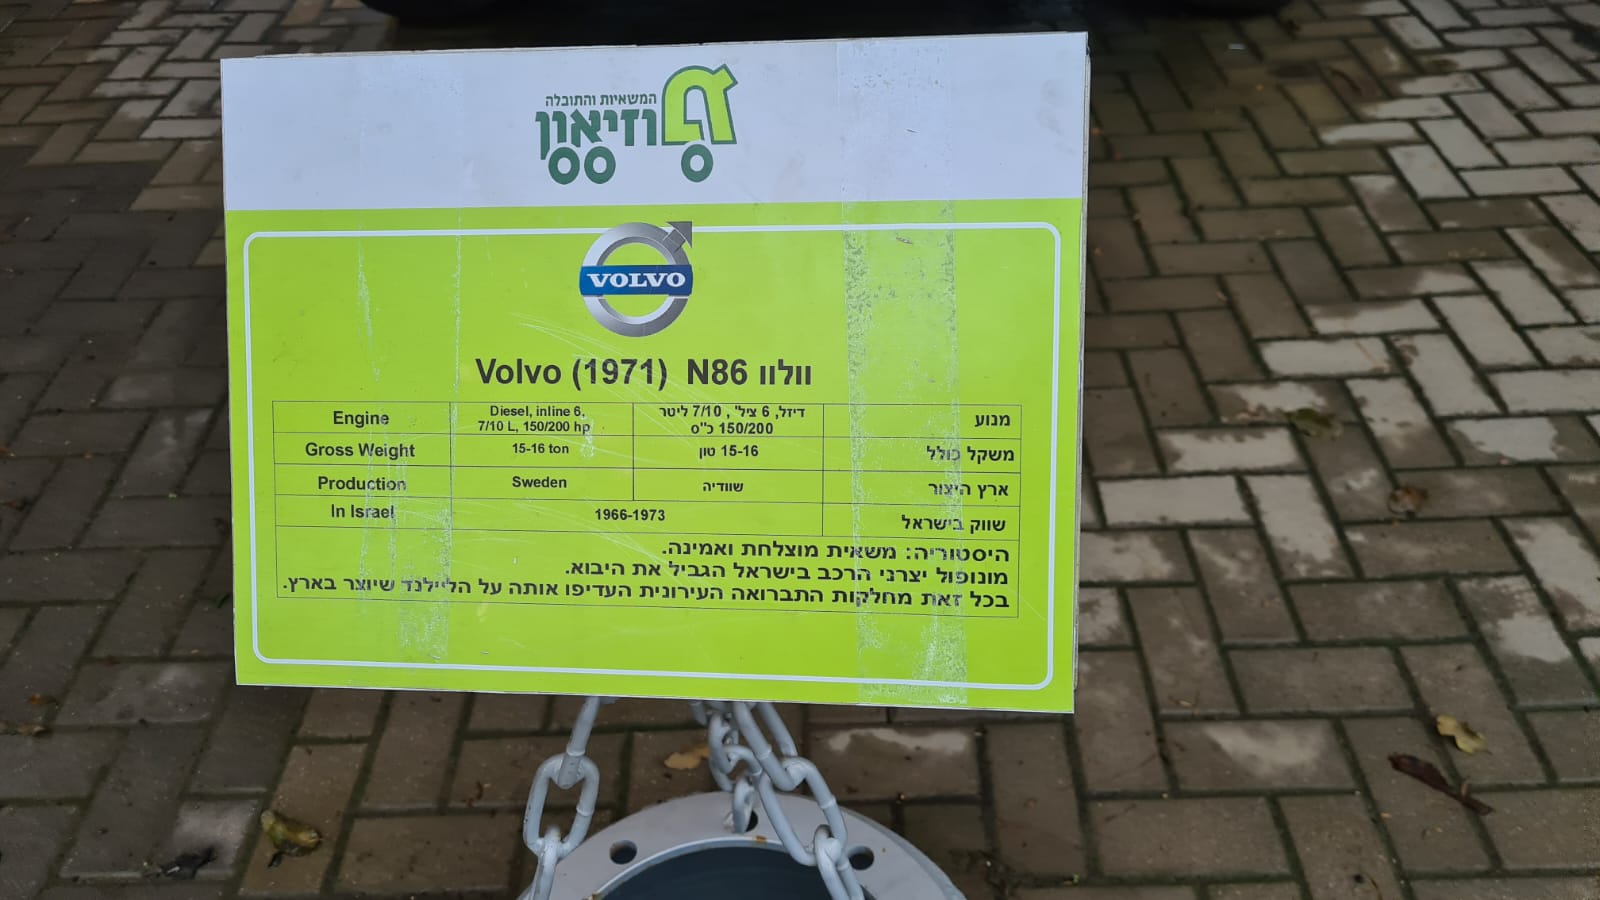 המשאיות והתובלה
מוזיאון
VOLVO
וולוו N86 (1971) Volvo
Engine
Diesel, inline 6,
7/10 L, 150/200 hp
דיזל, 6 ציל', 7/10 ליטר
150/200 כ"ס
מנוע
Gross Weight
15-16 ton
15-16 טון
משקל כולל
Production
Sweden
שוודיה
ארץ היצור
In Israel
1966-1973
שווק בישראל
היסטוריה: משאית מוצלחת ואמינה.
מונופול יצרני הרכב בישראל הגביל את היבוא.
בכל זאת מחלקות התברואה העירונית העדיפו אותה על הליילנד שיוצר בארץ.